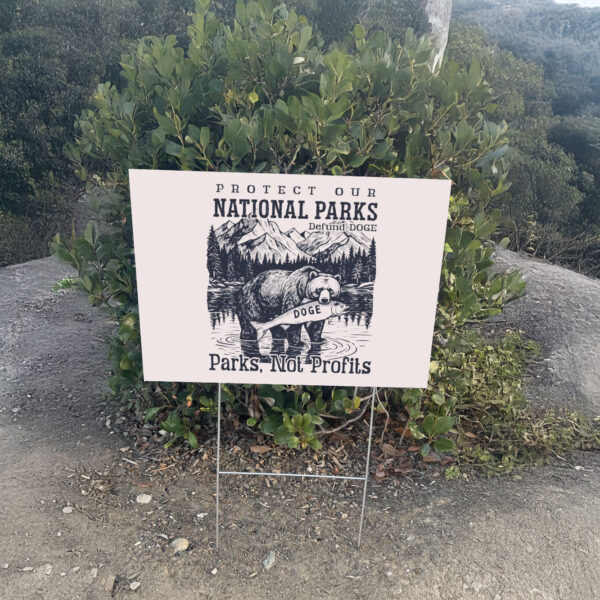 PROTECT OUR
NATIONAL PARKS
Defund DOGE
DOGE
Parks, Not Profits